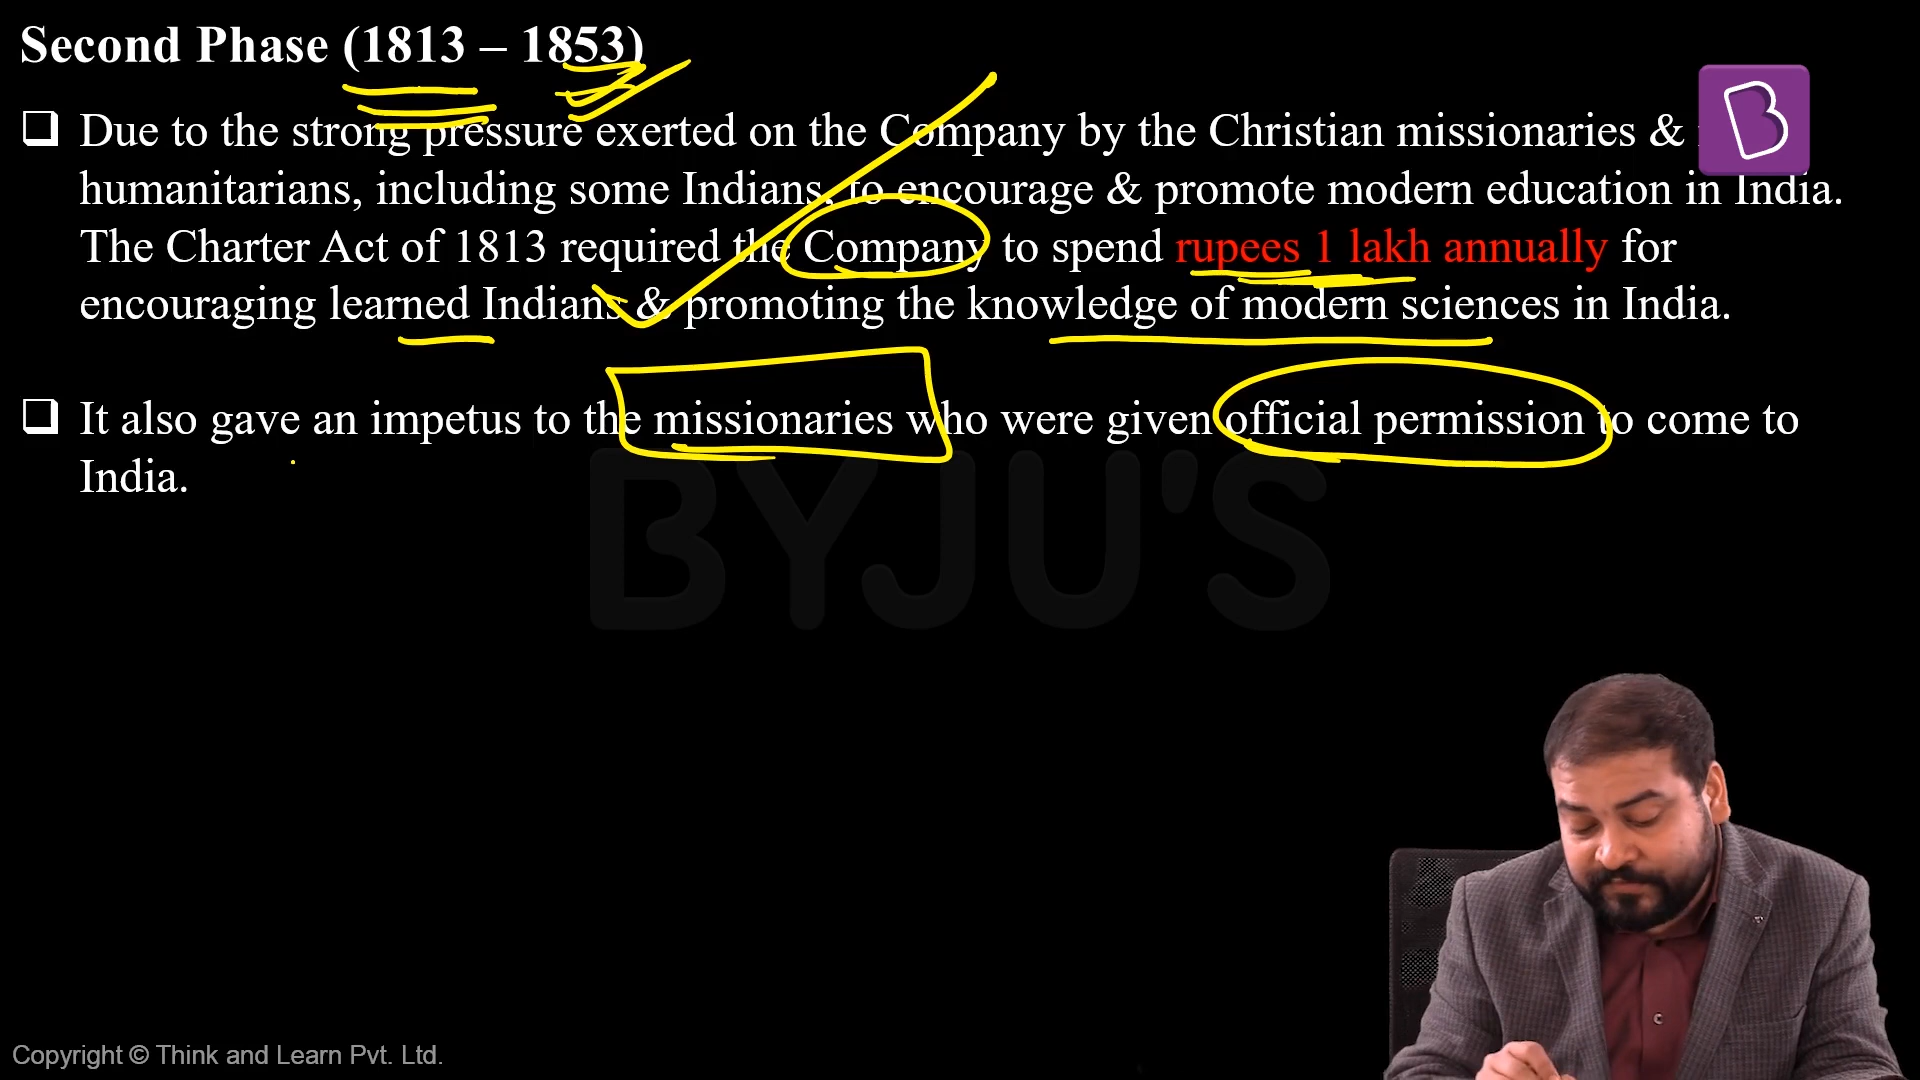 Second Phase (1813 – 1853)
❑ Due to the strong pressure exerted on the Company by the Christian missionaries &
humanitarians, including some Indians, to encourage & promote modern education in India.
The Charter Act of 1813 required the Company to spend rupees 1 lakh annually for
encouraging learned Indians & promoting the knowledge of modern sciences in India.
❑ It also gave an impetus to the missionaries who were given official permission to come to
India.
BYJU'S
Copyright © Think and Learn Pvt. Ltd.